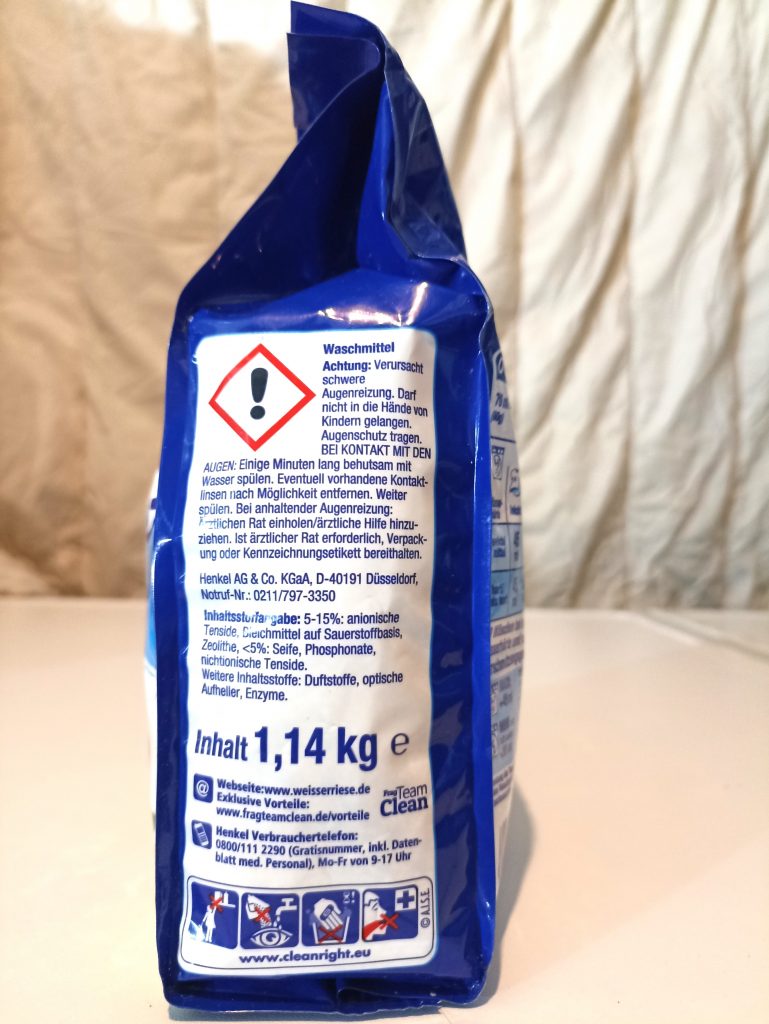 Waschmittel
Achtung: Verursacht
schwere
Augenreizung. Darf
nicht in die Hände von
Kindern gelangen.
Augenschutz tragen.
BEI KONTAKT MIT DEN
AUGEN: Einige Minuten lang behutsam mit
Wasser spülen. Eventuell vorhandene Kontakt-
linsen nach Möglichkeit entfernen. Weiter
spülen. Bei anhaltender Augenreizung:
Ärztlichen Rat einholen/ärztliche Hilfe hinzu-
ziehen. Ist ärztlicher Rat erforderlich, Verpack-
ung oder Kennzeichnungsetikett bereithalten.
Henkel AG & Co. KGaA, D-40191 Düsseldorf,
Notruf-Nr.: 0211/797-3350
Inhaltsstoffangabe: 5-15%: anionische
Tenside, Bleichmittel auf Sauerstoffbasis,
Zeolithe, <5%: Seife, Phosphonate,
nichtionische Tenside.
Weitere Inhaltsstoffe: Duftstoffe, optische
Aufheller, Enzyme.
Inhalt 1,14 kg e
@ Webseite:www.weisserriese.de
Exklusive Vorteile:
www.fragteamclean.de/vorteile
FragTeam
Clean
Henkel Verbrauchertelefon:
0800/111 2290 (Gratisnummer, inkl. Daten-
blatt med. Personal), Mo-Fr von 9-17 Uhr
© A.I.S.E.
www.cleanright.eu